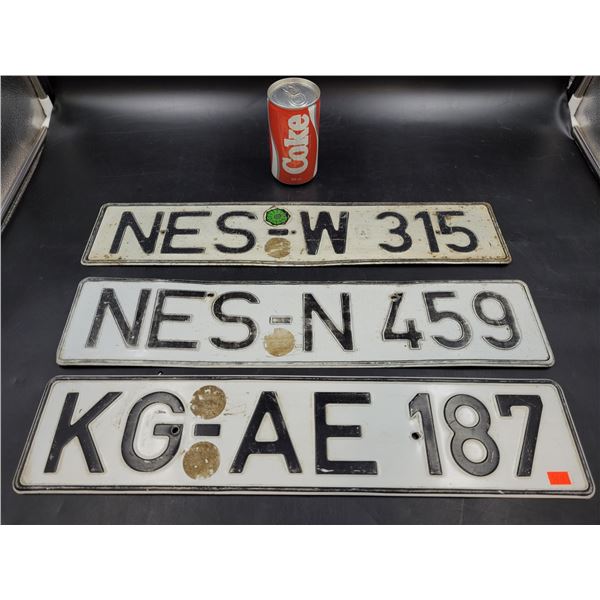 Coke
NES-W 315
NES-N 459
KG-AE 187